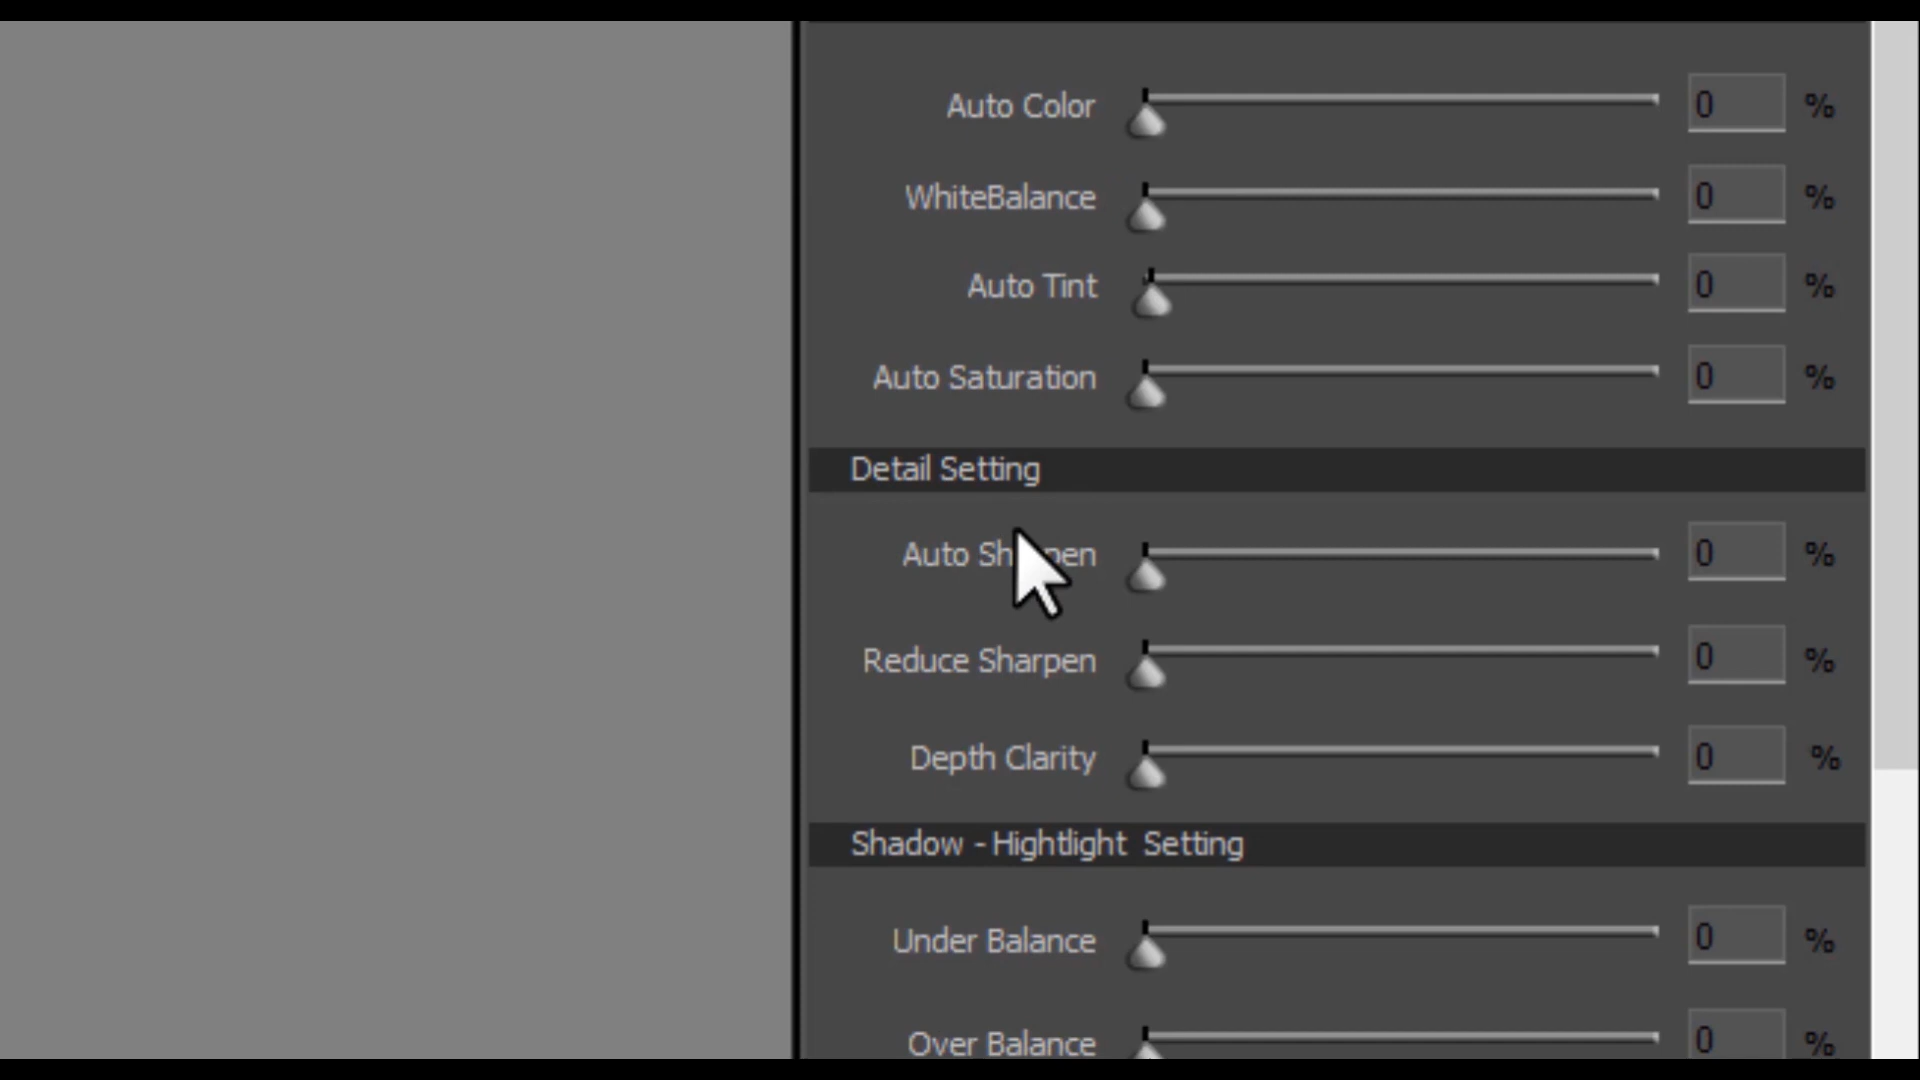 Auto Color 0 %
WhiteBalance 0 %
Auto Tint 0 %
Auto Saturation 0 %
Detail Setting
Auto 0 %
Reduce Sharpen 0 %
Depth Clarity 0 %
Shadow - Hightlight Setting
Under Balance 0 %
Over Balance 0 %